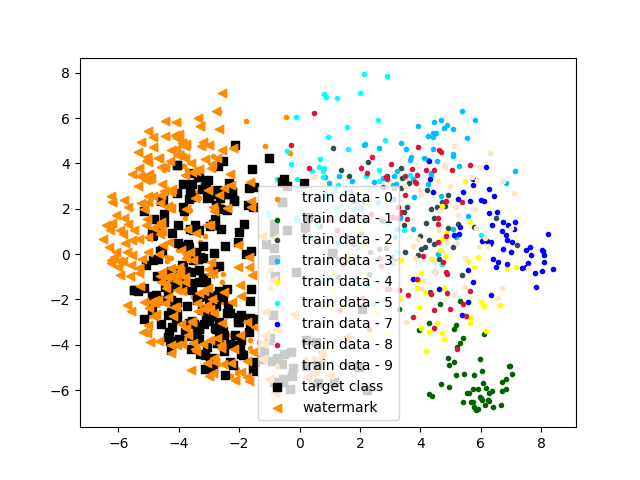 8
6
4
2
0
−2
−4
−6
−6
−4
−2
0
2
4
6
8
train data - 0
train data - 1
train data - 2
train data - 3
train data - 4
train data - 5
train data - 7
train data - 8
train data - 9
target class
watermark